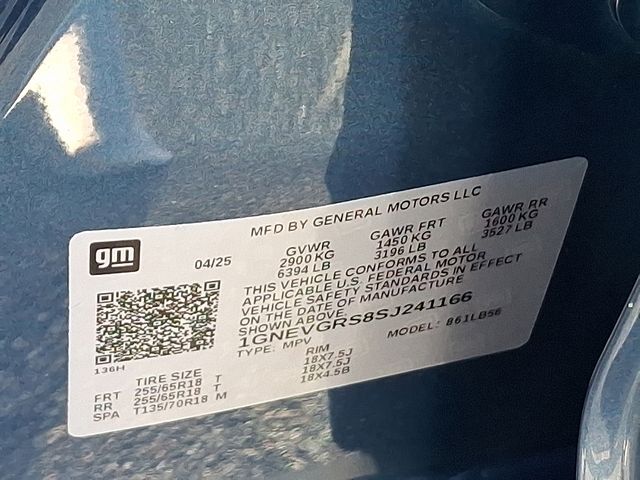 MFD BY GENERAL MOTORS LLC
gm
04/25
GVWR GAWR FRT GAWR RR
2900 KG 1450 KG 1600 KG
6394 LB 3196 LB 3527 LB
THIS VEHICLE CONFORMS TO ALL
APPLICABLE U.S. FEDERAL MOTOR
VEHICLE SAFETY STANDARDS IN EFFECT
ON THE DATE OF MANUFACTURE
SHOWN ABOVE.
1GNEVGRS8SJ241166
TYPE: MPV MODEL: 861LB56
136H
TIRE SIZE RIM
FRT 255/65R18 T 18X7.5J
RR 255/65R18 T 18X7.5J
SPA T135/70R18 M 18X4.5B